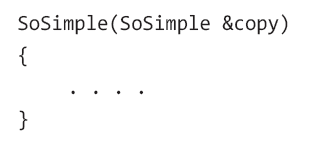 SoSimple(SoSimple &copy)
{
. . . .
}